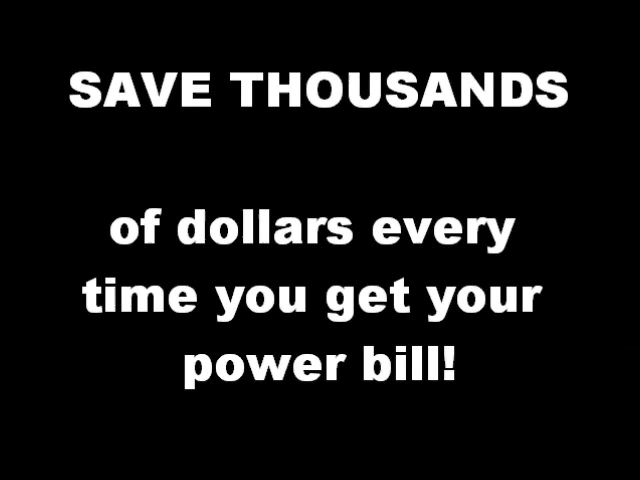 SAVE THOUSANDS
of dollars every
time you get your
power bill!